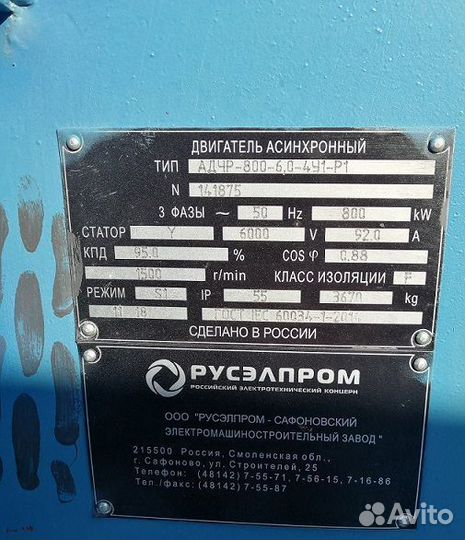 ДВИГАТЕЛЬ АСИНХРОННЫЙ
ТИП АДЧР-800-6,0-4У1-Р1
N 141875
3 ФАЗЫ ~ 50 Hz 800 kW
СТАТОР Y 6000 V 92.0 A
КПД 95.0 % COS φ 0.88
1500 r/min КЛАСС ИЗОЛЯЦИИ F
РЕЖИМ S1 IP 55 3670 kg
11 18 ГОСТ IEC 60034-1-2014
СДЕЛАНО В РОССИИ
РУСЭЛПРОМ
РОССИЙСКИЙ ЭЛЕКТРОТЕХНИЧЕСКИЙ КОНЦЕРН
ООО "РУСЭЛПРОМ - САФОНОВСКИЙ
ЭЛЕКТРОМАШИНОСТРОИТЕЛЬНЫЙ ЗАВОД"
215500 Россия, Смоленская обл.,
г. Сафоново, ул. Строителей, 25
Телефон: (48142) 7-55-71, 7-56-15, 7-16-86
Тел./факс: (48142) 7-55-87
Avito